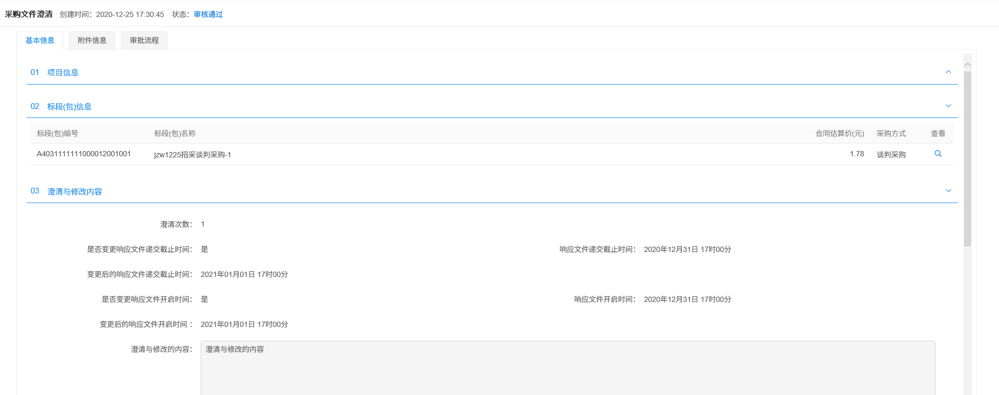 采购文件澄清 创建时间：2020-12-25 17:30:45 状态：审核通过
基本信息 附件信息 审批流程
01 项目信息
02 标段(包)信息
标段(包)编号 标段(包)名称 合同估算价(元) 采购方式 查看
A4031111111000012001001 jzw1225招采谈判采购-1 1.78 谈判采购
03 澄清与修改内容
澄清次数： 1
是否变更响应文件递交截止时间： 是 响应文件递交截止时间： 2020年12月31日 17时00分
变更后的响应文件递交截止时间： 2021年01月01日 17时00分
是否变更响应文件开启时间： 是 响应文件开启时间： 2020年12月31日 17时00分
变更后的响应文件开启时间 ： 2021年01月01日 17时00分
澄清与修改的内容： 澄清与修改的内容